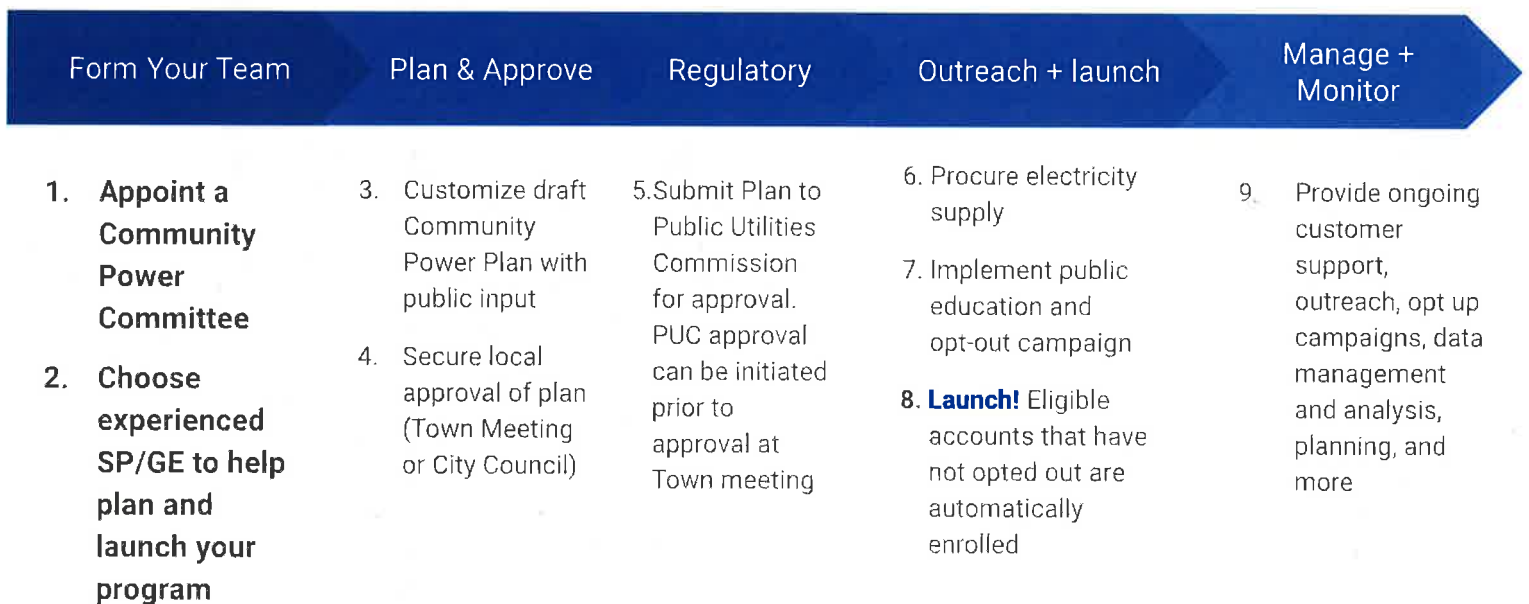 Form Your Team
Plan & Approve
Regulatory
Outreach + launch
Manage +
Monitor
1. Appoint a
Community
Power
Committee
2. Choose
experienced
SP/GE to help
plan and
launch your
program
3. Customize draft
Community
Power Plan with
public input
4. Secure local
approval of plan
(Town Meeting
or City Council)
5.Submit Plan to
Public Utilities
Commission
for approval.
PUC approval
can be initiated
prior to
approval at
Town meeting
6. Procure electricity
supply
7. Implement public
education and
opt-out campaign
8. Launch! Eligible
accounts that have
not opted out are
automatically
enrolled
9. Provide ongoing
customer
support,
outreach, opt up
campaigns, data
management
and analysis,
planning, and
more